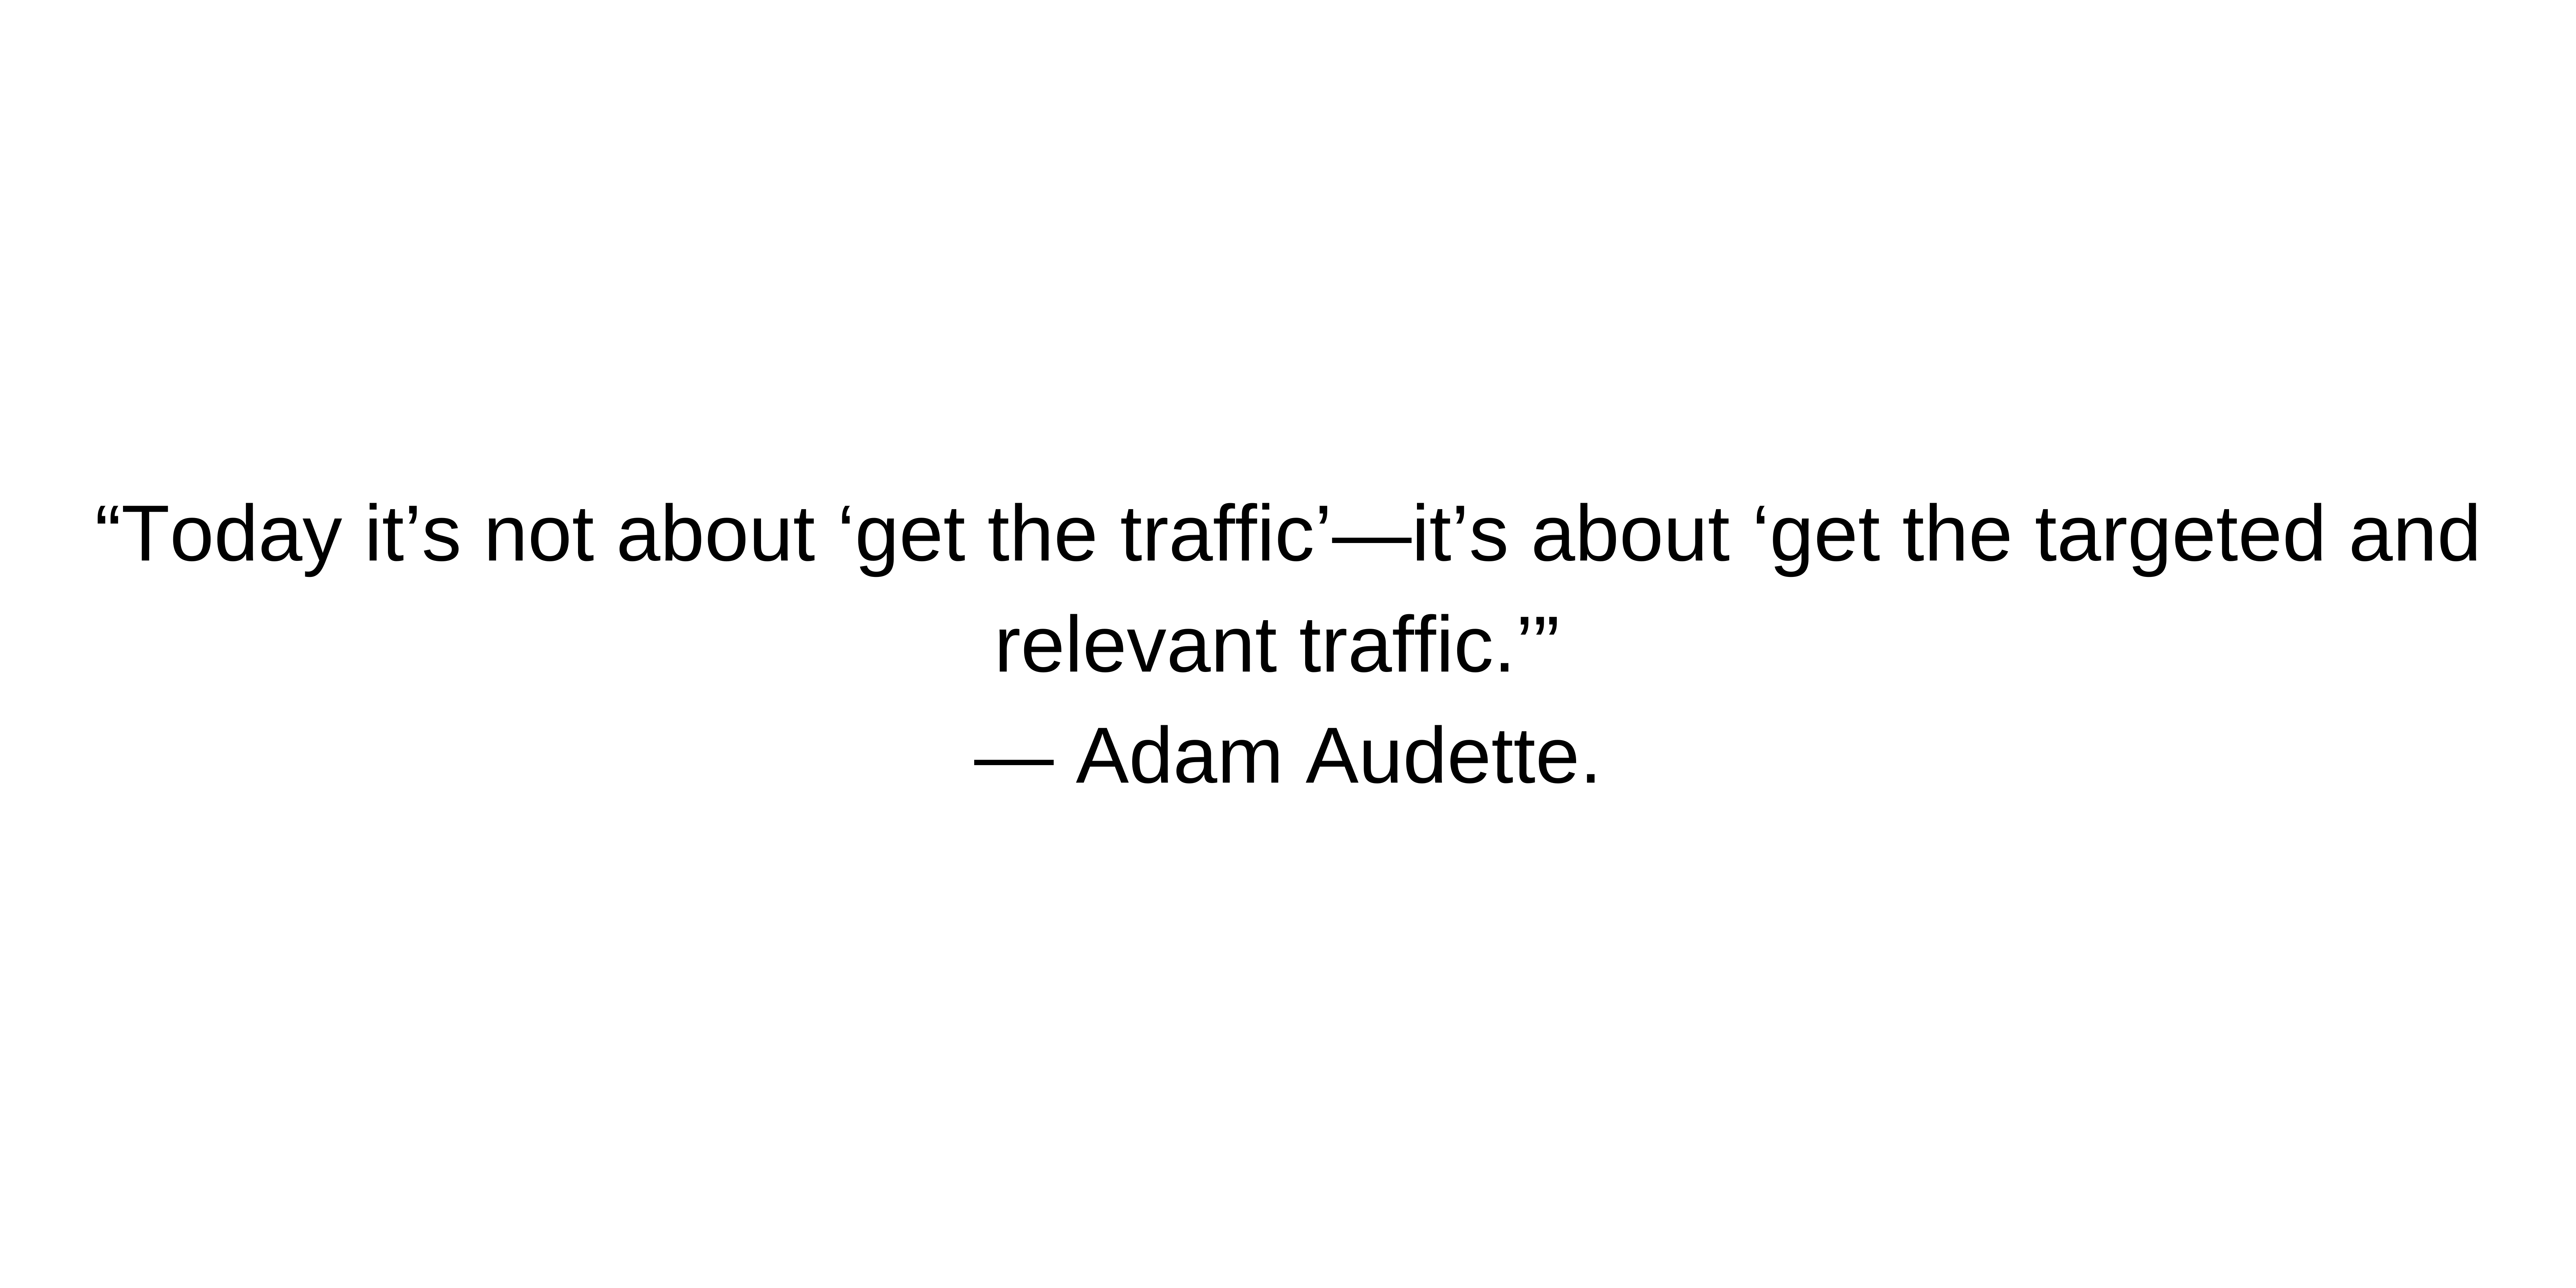 “Today it’s not about ‘get the traffic’—it’s about ‘get the targeted and
relevant traffic.’”
— Adam Audette.